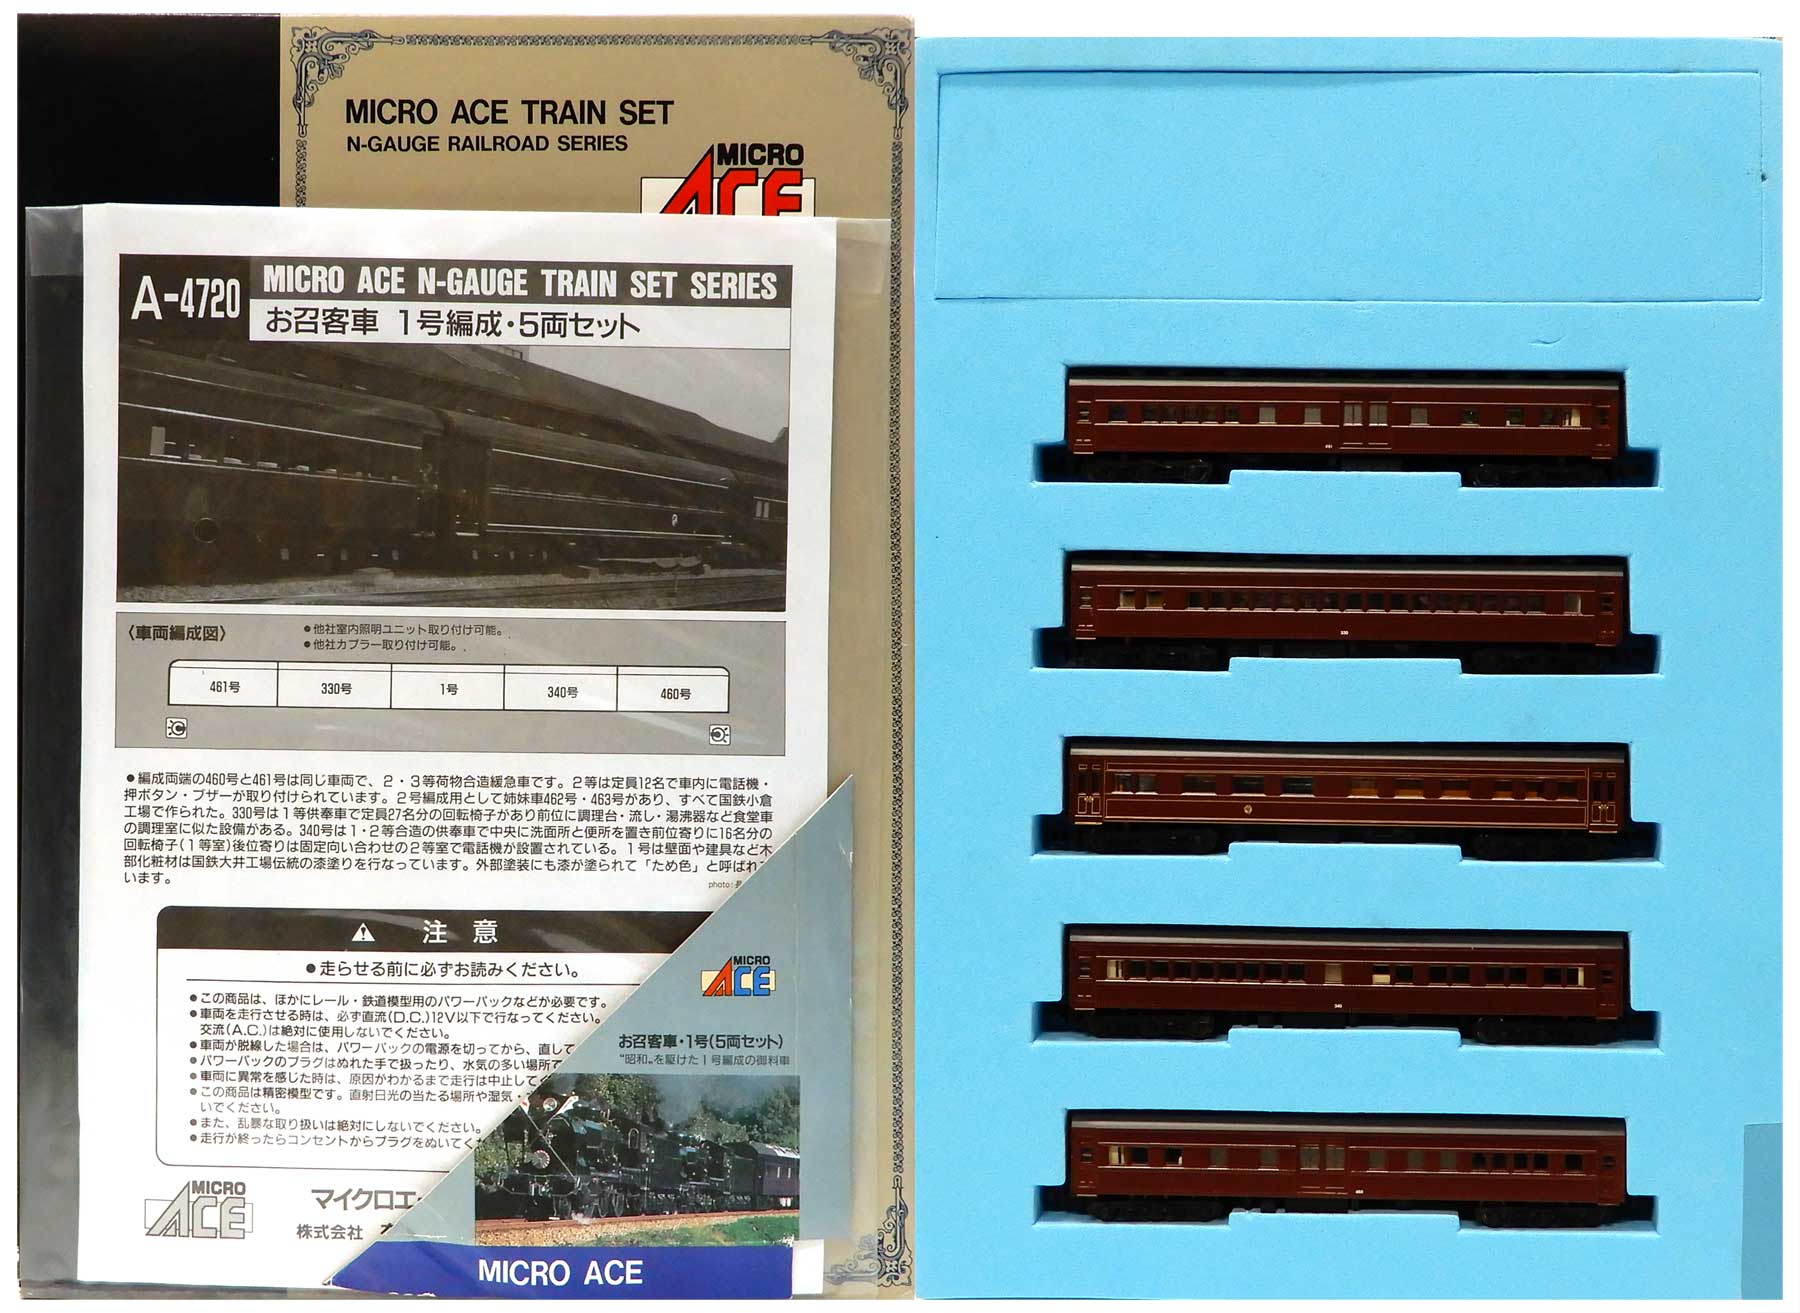 MICRO ACE TRAIN SET
N-GAUGE RAILROAD SERIES
MICRO
ACE
A-4720
MICRO ACE N-GAUGE TRAIN SET SERIES
お召客車 1号編成・5両セット
〈車両編成図〉
●他社室内照明ユニット取り付け可能。
●他社カプラー取り付け可能。
461号
330号
1号
340号
460号
●編成両端の460号と461号は同じ車両で、2・3等荷物合造緩急車です。2等は定員12名で車内に電話機・
押ボタン・ブザーが取り付けられています。2号編成用として姉妹車462号・463号があり、すべて国鉄小倉
工場で作られた。330号は1等供奉車で定員27名分の回転椅子があり前位に調理台・流し・湯沸器など食堂車
の調理室に似た設備がある。340号は1・2等合造の供奉車で中央に洗面所と便所を置き前位寄りに16名分の
回転椅子(1等室)後位寄りは固定向い合わせの2等室で電話機が設置されている。1号は壁面や建具など木
部化粧材は国鉄大井工場伝統の漆塗りを行なっています。外部塗装にも漆が塗られて「ため色」と呼ばれて
います。
photo:長
注 意
●走らせる前に必ずお読みください。
●この商品は、ほかにレール・鉄道模型用のパワーパックなどが必要です。
●車両を走行させる時は、必ず直流(D.C.)12V以下で行なってください。
交流(A.C.)は絶対に使用しないでください。
●車両が脱線した場合は、パワーパックの電源を切ってから、直して
●パワーパックのプラグはぬれた手で扱ったり、水気の多い場所で
●車両に異常を感じた時は、原因がわかるまで走行は中止して
●この商品は精密模型です。直射日光の当たる場所や湿気・
いでください。
●また、乱暴な取り扱いは絶対にしないでください。
●走行が終ったらコンセントからプラグをぬいてく
MICRO
ACE
マイクロエー
株式会社
MICRO
ACE
お召客車・1号(5両セット)
"昭和"を駆けた1号編成の御料車
MICRO ACE
461
330
340
460